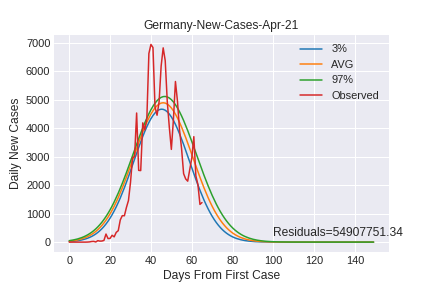 Germany-New-Cases-Apr-21
7000
6000
5000
4000
3000
2000
1000
0
Daily New Cases
3%
AVG
97%
Observed
Residuals=54907751.34
0 20 40 60 80 100 120 140
Days From First Case